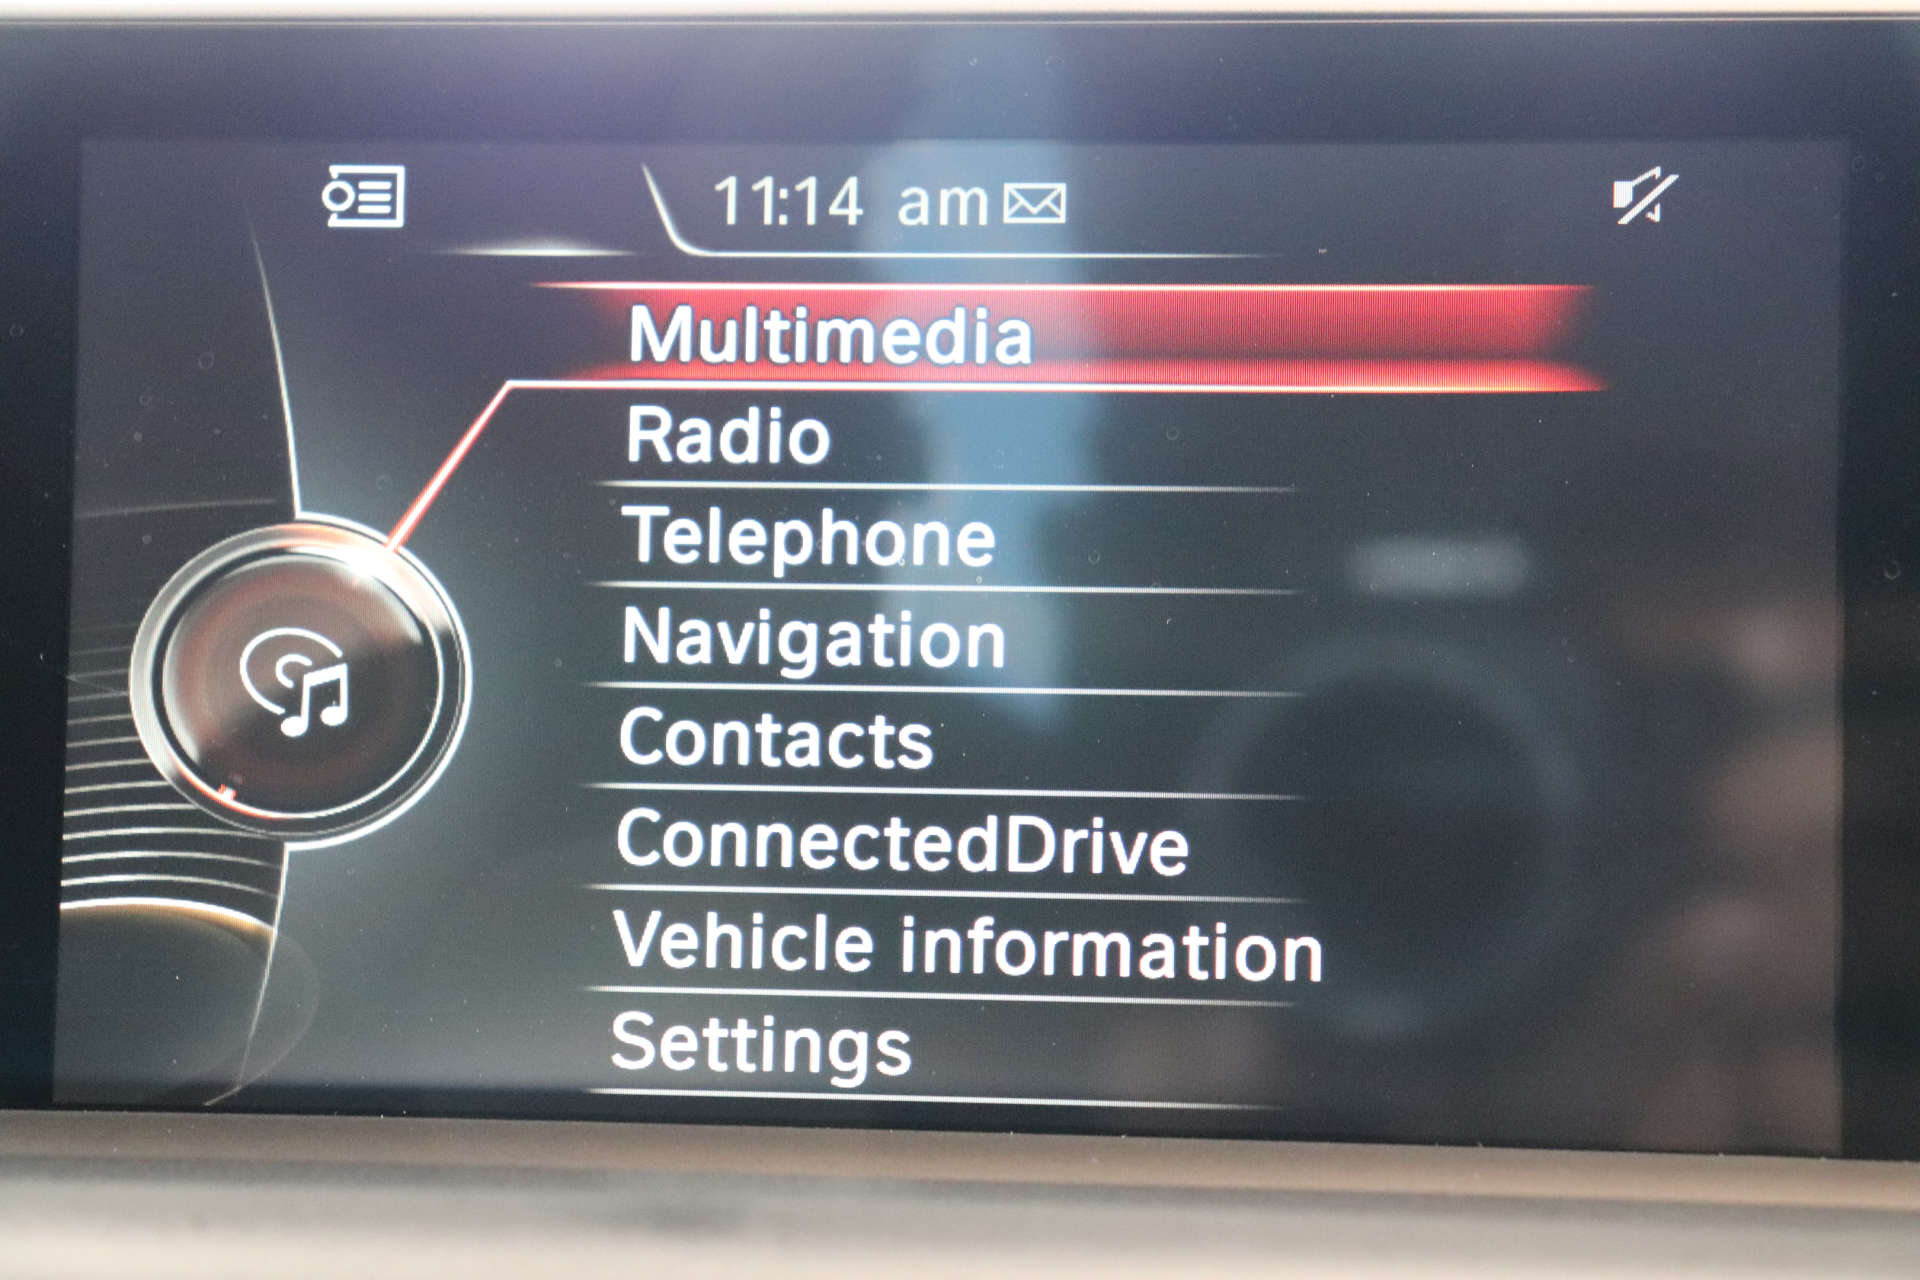 11:14 am
Multimedia
Radio
Telephone
Navigation
Contacts
ConnectedDrive
Vehicle information
Settings